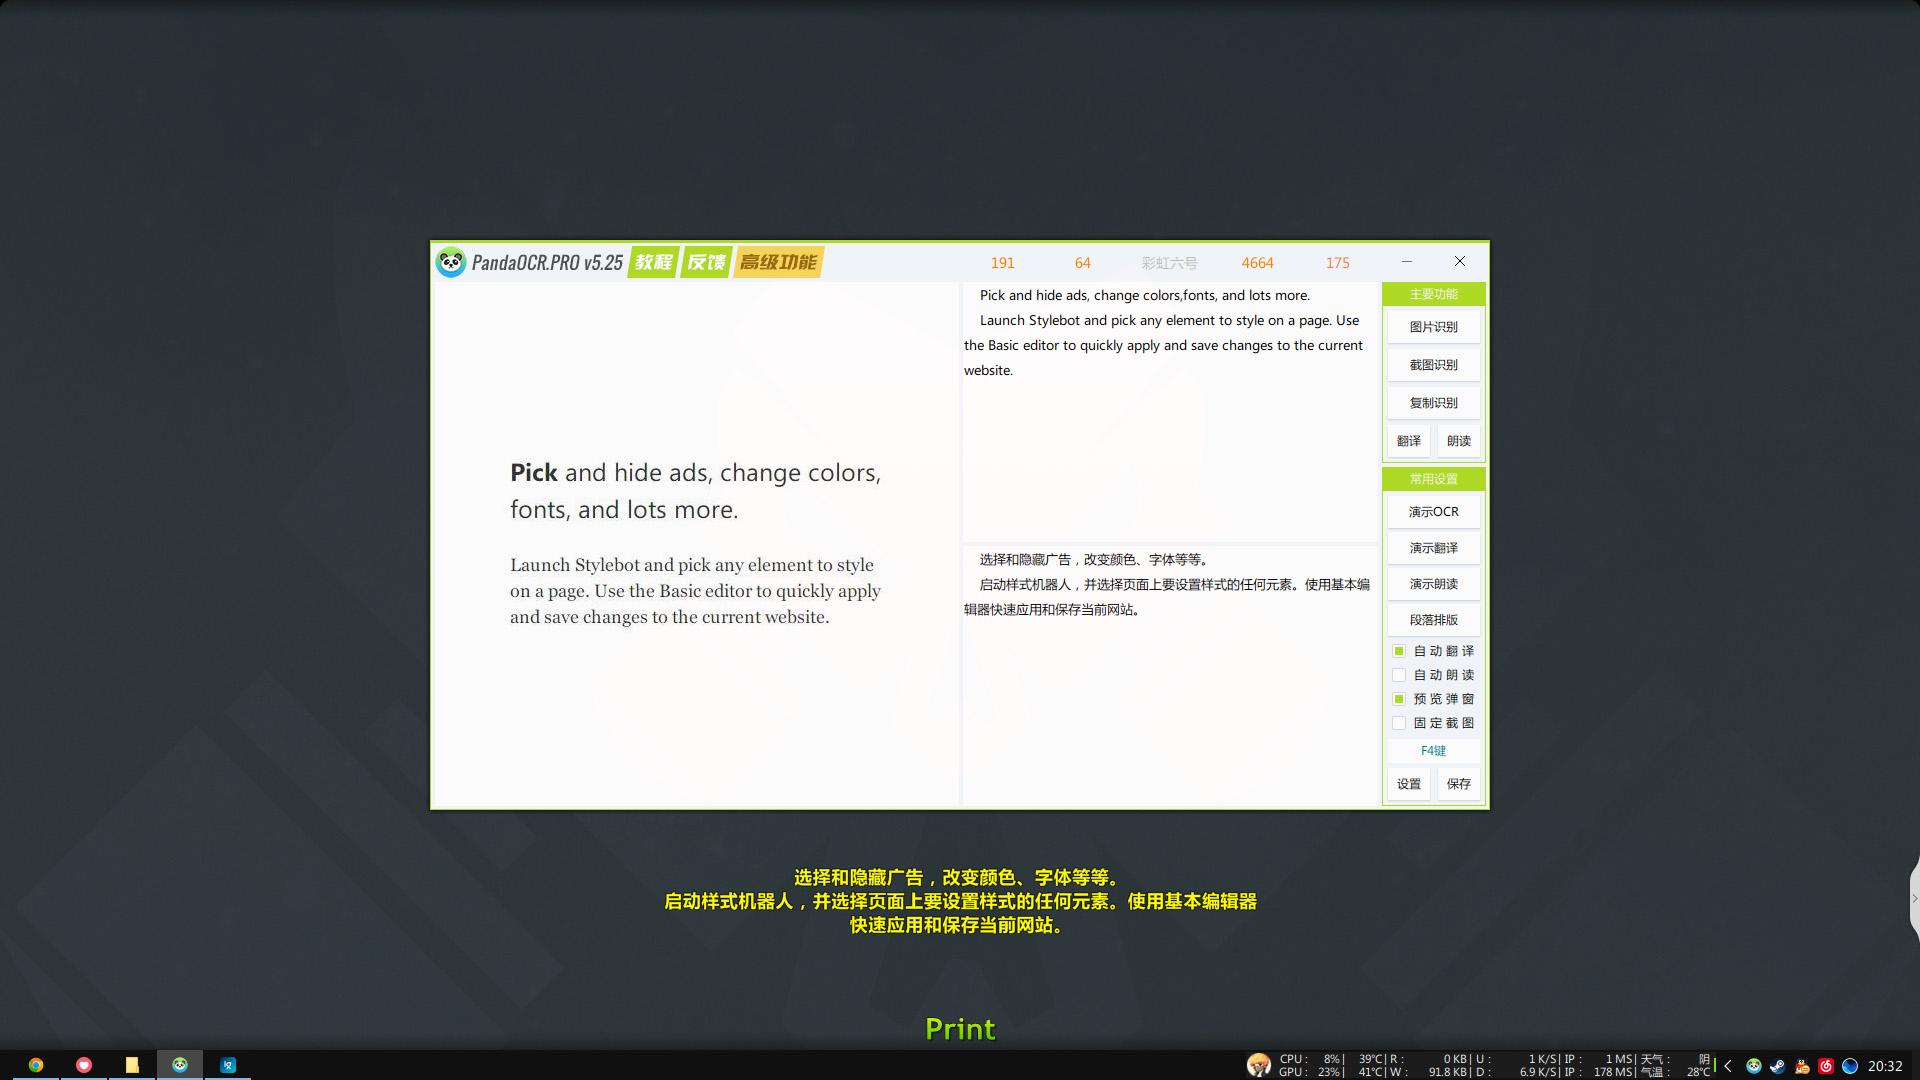 PandaOCR.PRO v5.25 教程 反馈 高级功能 191 64 彩虹六号 4664 175
Pick and hide ads, change colors,
fonts, and lots more.
Launch Stylebot and pick any element to style
on a page. Use the Basic editor to quickly apply
and save changes to the current website.
Pick and hide ads, change colors,fonts, and lots more.
Launch Stylebot and pick any element to style on a page. Use
the Basic editor to quickly apply and save changes to the current
website.
选择和隐藏广告，改变颜色、字体等等。
启动样式机器人，并选择页面上要设置样式的任何元素。使用基本编
辑器快速应用和保存当前网站。
主要功能
图片识别
截图识别
复制识别
翻译 朗读
常用设置
演示OCR
演示翻译
演示朗读
段落排版
自动翻译
自动朗读
预览弹窗
固定截图
F4键
设置 保存
选择和隐藏广告，改变颜色、字体等等。
启动样式机器人，并选择页面上要设置样式的任何元素。使用基本编辑器
快速应用和保存当前网站。
Print
CPU： 8%| 39℃| R： 0 KB| U： 1 K/S| IP： 1 MS| 天气： 阴
GPU： 23%| 41℃| W： 91.8 KB| D： 6.9 K/S| IP： 178 MS| 气温： 28℃
20:32